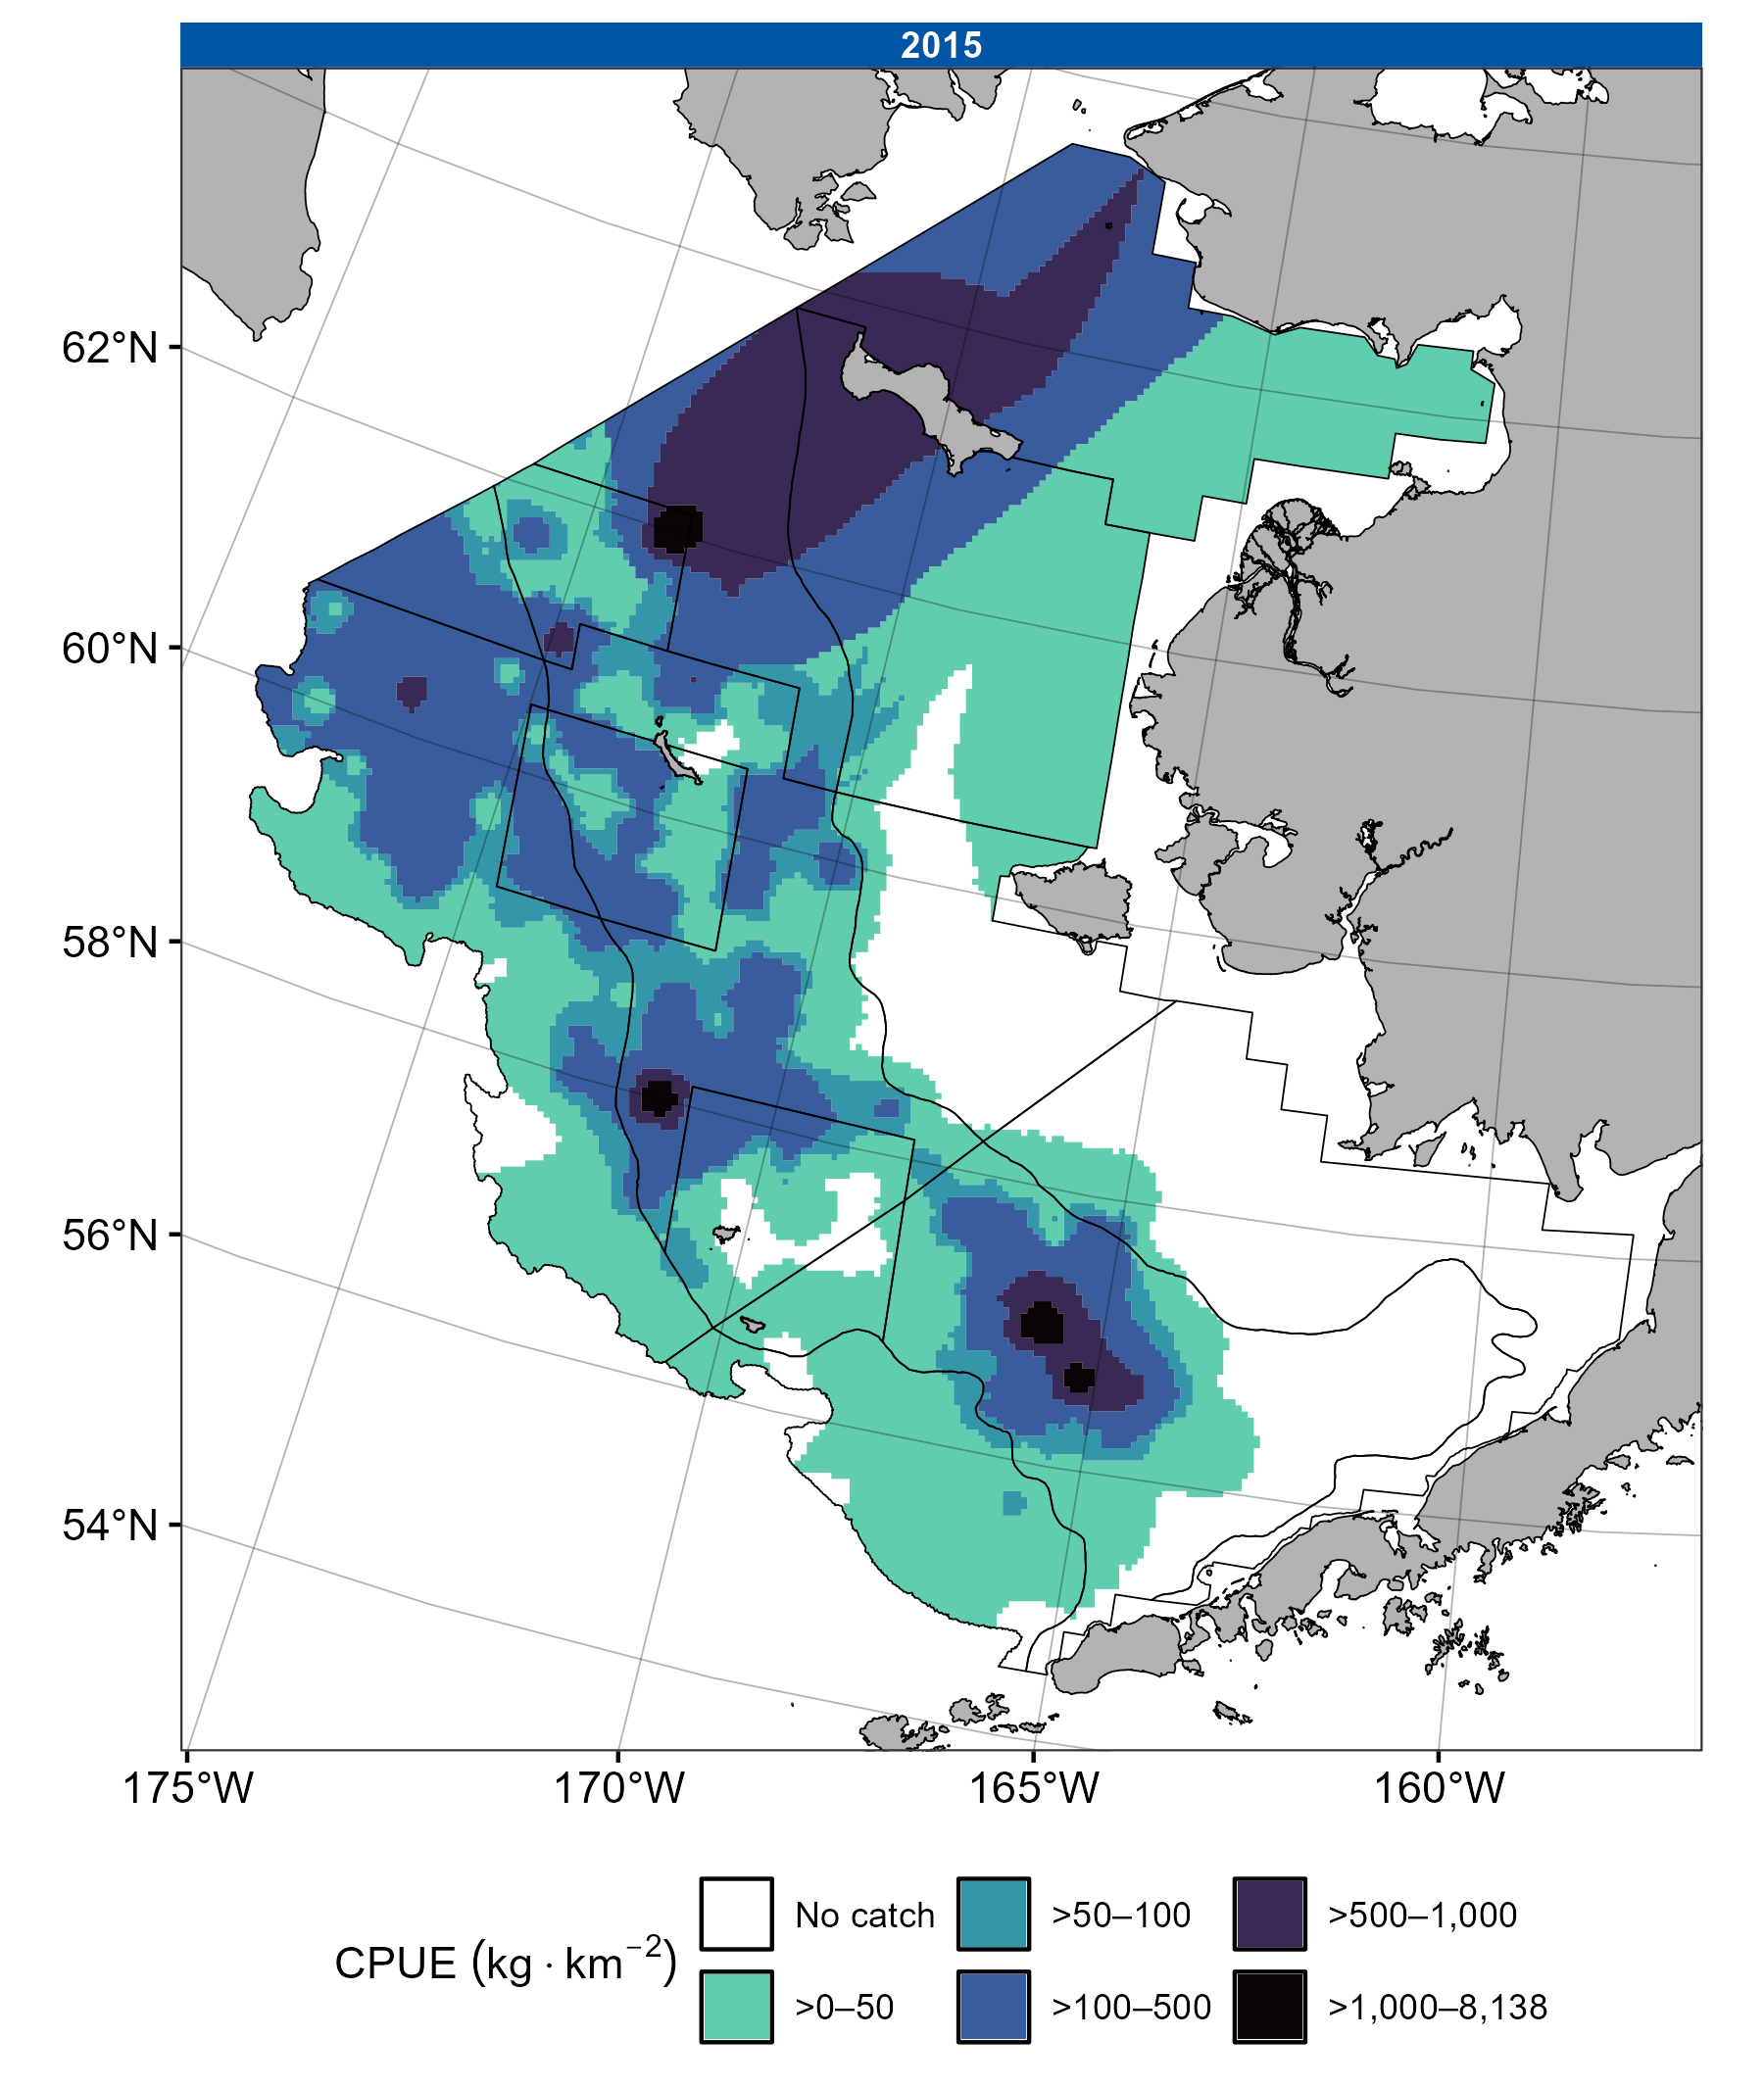 2015
62°N
60°N
58°N
56°N
54°N
175°W 170°W 165°W 160°W
CPUE (kg · km⁻²)
No catch >50–100 >500–1,000
>0–50 >100–500 >1,000–8,138